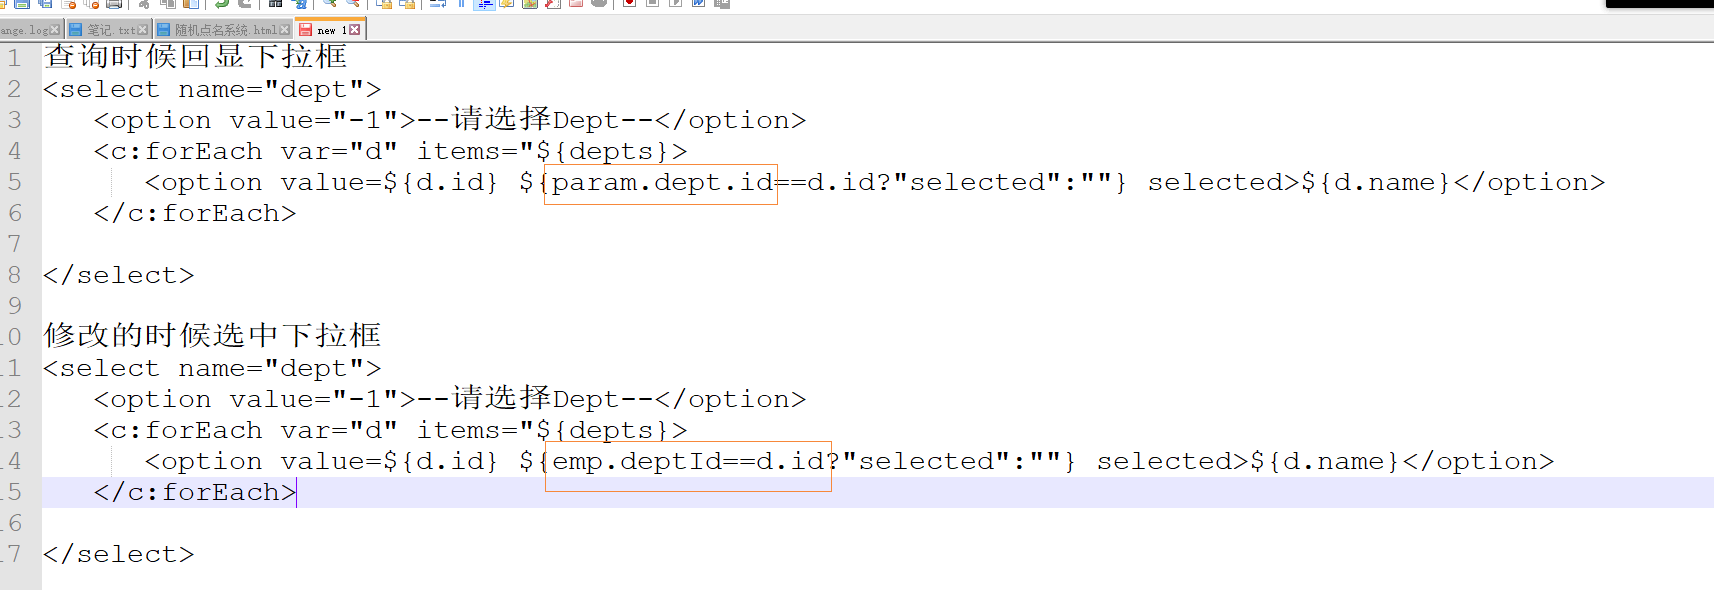 ange.log 笔记.txt 随机点名系统.html new 1
1 查询时候回显下拉框
2 <select name="dept">
3    <option value="-1">--请选择Dept--</option>
4    <c:forEach var="d" items="${depts}>
5       <option value=${d.id} ${param.dept.id==d.id?"selected":""} selected>${d.name}</option>
6    </c:forEach>
7
8 </select>
9
10 修改的时候选中下拉框
11 <select name="dept">
12    <option value="-1">--请选择Dept--</option>
13    <c:forEach var="d" items="${depts}>
14       <option value=${d.id} ${emp.deptId==d.id?"selected":""} selected>${d.name}</option>
15    </c:forEach>
16
17 </select>